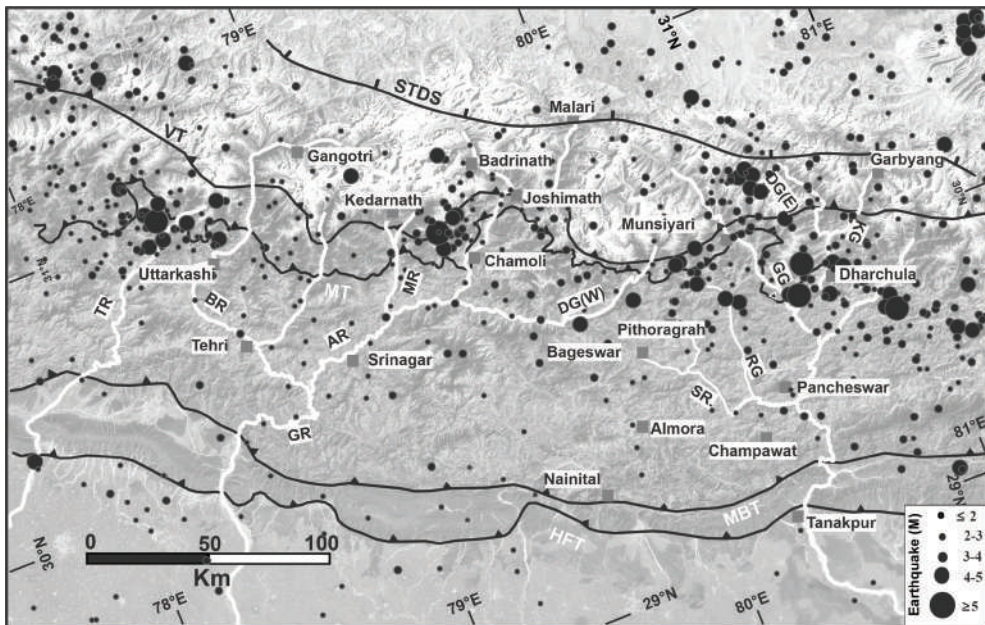 79°E
80°E
31°N
81°E
STDS
Malari
VT
Gangotri
Badrinath
Garbyang
78°E
Kedarnath
Joshimath
DG(E)
30°N
Munsiyari
KG
Uttarkashi
Chamoli
GG
Dharchula
31°N
TR
BR
MT
MR
DG(W)
AR
Pithoragrah
Tehri
Srinagar
Bageswar
RG
Pancheswar
SR.
GR
Almora
Champawat
81°E
Nainital
29°N
MBT
HFT
Tanakpur
30°N
0 50 100
Km
78°E
79°E
29°N
80°E
Earthquake (M)
≤ 2
2-3
3-4
4-5
≥5